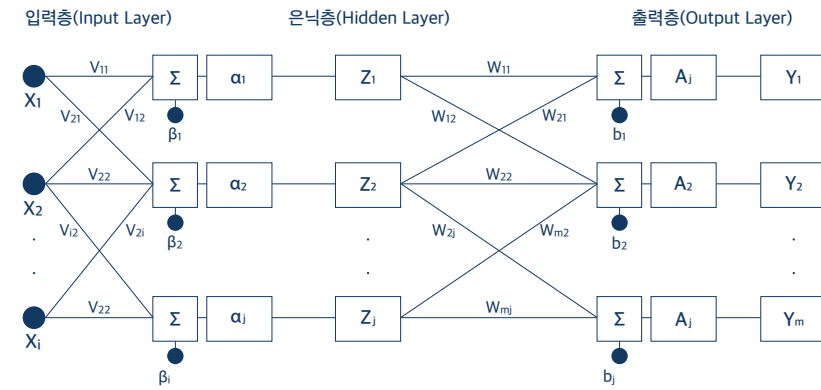 입력층(Input Layer) 은닉층(Hidden Layer) 출력층(Output Layer)
X₁ V₁₁ Σ α₁ Z₁ W₁₁ Σ Aⱼ Y₁
V₂₁ V₁₂ β₁ W₁₂ W₂₁ b₁
X₂ V₂₂ Σ α₂ Z₂ W₂₂ Σ A₂ Y₂
Vᵢ₂ V₂ᵢ β₂ W₂ⱼ Wₘ₂ b₂
. . .
. . .
Xᵢ V₂₂ Σ αⱼ Zⱼ Wₘⱼ Σ Aⱼ Yₘ
βᵢ bⱼ